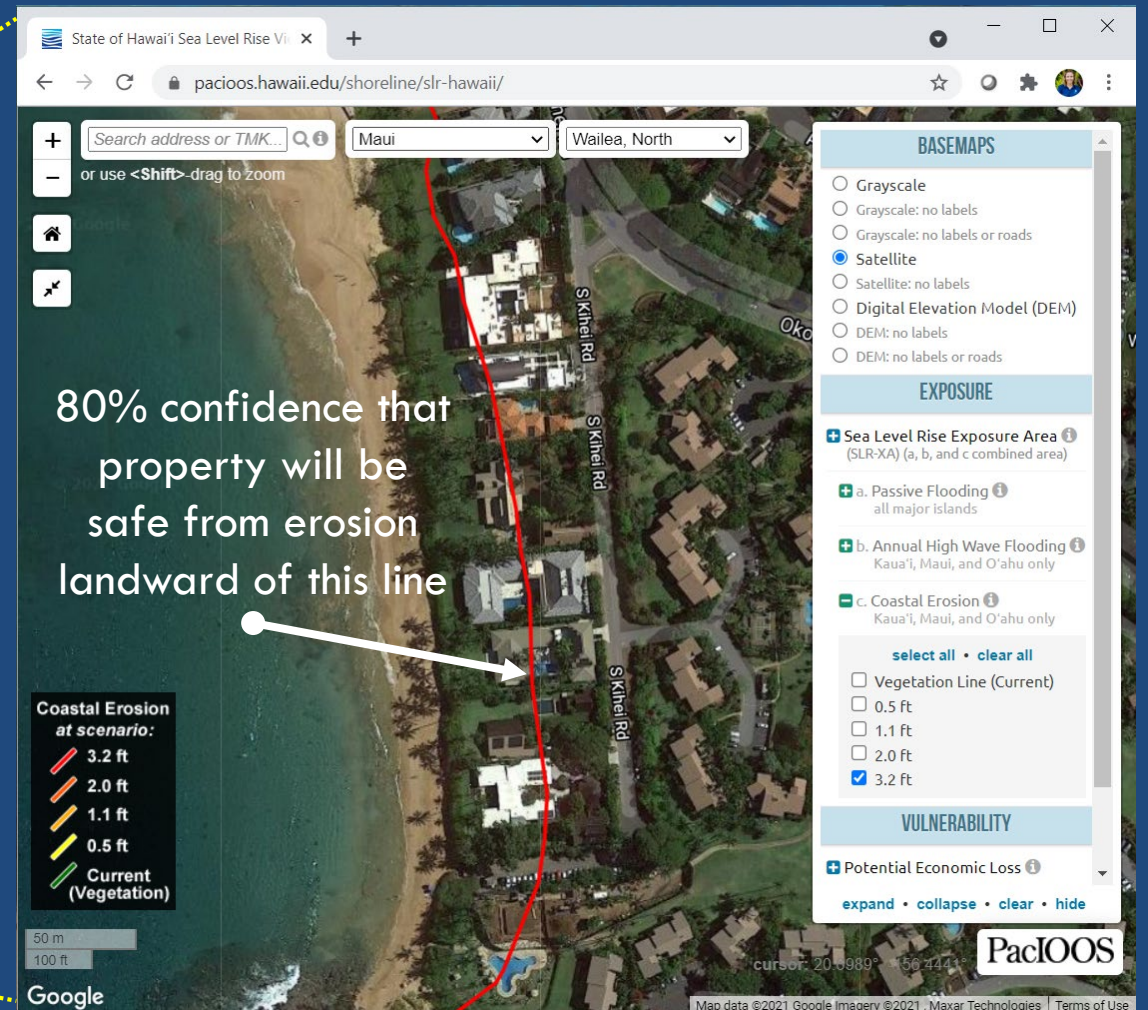 State of Hawaiʻi Sea Level Rise Vi
pacioos.hawaii.edu/shoreline/slr-hawaii/
+
Search address or TMK...
Maui
Wailea, North
−
or use <Shift>-drag to zoom
S Kihei Rd
Oko
S Kihei Rd
S Kihei Rd
80% confidence that
property will be
safe from erosion
landward of this line
BASEMAPS
Grayscale
Grayscale: no labels
Grayscale: no labels or roads
Satellite
Satellite: no labels
Digital Elevation Model (DEM)
DEM: no labels
DEM: no labels or roads
EXPOSURE
Sea Level Rise Exposure Area
(SLR-XA) (a, b, and c combined area)
a. Passive Flooding
all major islands
b. Annual High Wave Flooding
Kauaʻi, Maui, and Oʻahu only
c. Coastal Erosion
Kauaʻi, Maui, and Oʻahu only
select all • clear all
Vegetation Line (Current)
0.5 ft
1.1 ft
2.0 ft
3.2 ft
VULNERABILITY
Potential Economic Loss
expand • collapse • clear • hide
Coastal Erosion
at scenario:
3.2 ft
2.0 ft
1.1 ft
0.5 ft
Current
(Vegetation)
50 m
100 ft
Google
PacIOOS
cursor:
Map data ©2021 Google Imagery ©2021 , Maxar Technologies
Terms of Use